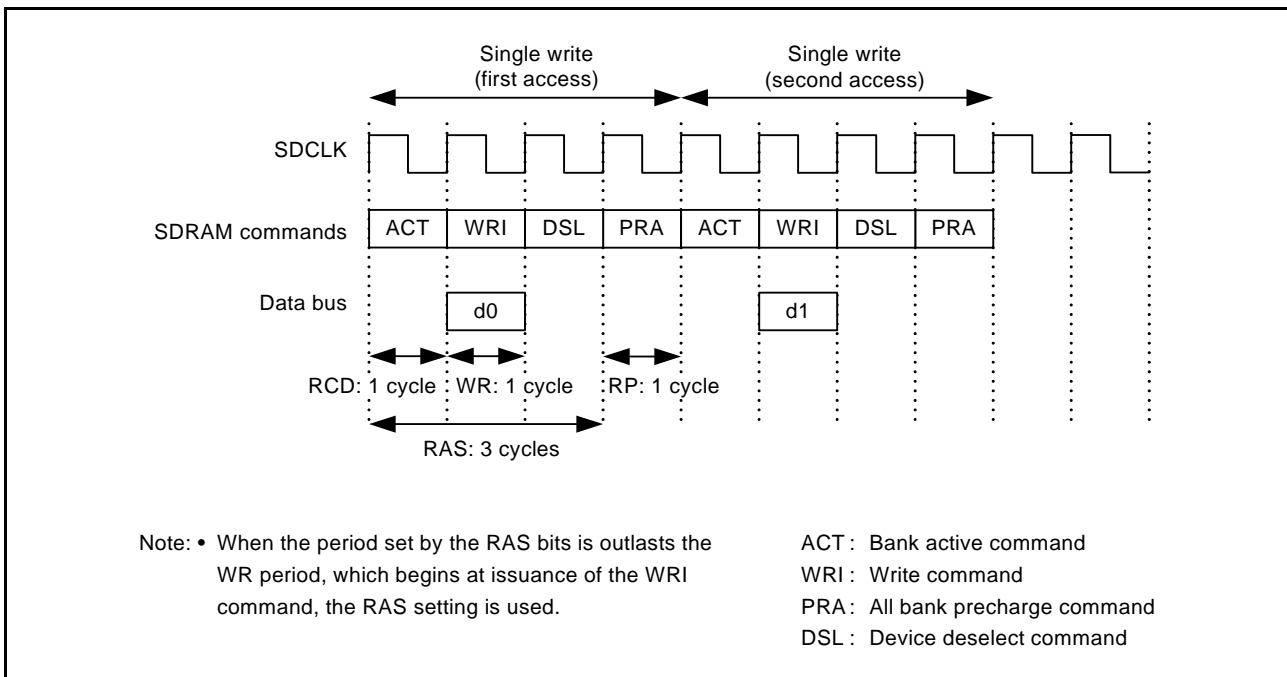 Single write
(first access)
Single write
(second access)
SDCLK
SDRAM commands ACT WRI DSL PRA ACT WRI DSL PRA
Data bus d0 d1
RCD: 1 cycle WR: 1 cycle RP: 1 cycle
RAS: 3 cycles
Note: • When the period set by the RAS bits is outlasts the
WR period, which begins at issuance of the WRI
command, the RAS setting is used.
ACT : Bank active command
WRI : Write command
PRA : All bank precharge command
DSL : Device deselect command